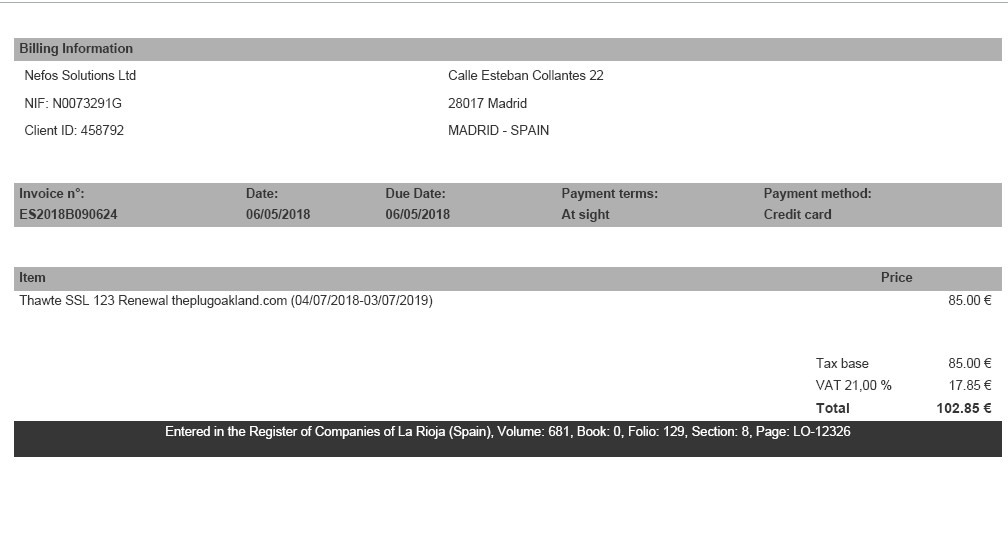 Billing Information
Nefos Solutions Ltd Calle Esteban Collantes 22
NIF: N0073291G 28017 Madrid
Client ID: 458792 MADRID - SPAIN
Invoice n°: Date: Due Date: Payment terms: Payment method:
ES2018B090624 06/05/2018 06/05/2018 At sight Credit card
Item Price
Thawte SSL 123 Renewal theplugoakland.com (04/07/2018-03/07/2019) 85.00 €
Tax base 85.00 €
VAT 21,00 % 17.85 €
Total 102.85 €
Entered in the Register of Companies of La Rioja (Spain), Volume: 681, Book: 0, Folio: 129, Section: 8, Page: LO-12326